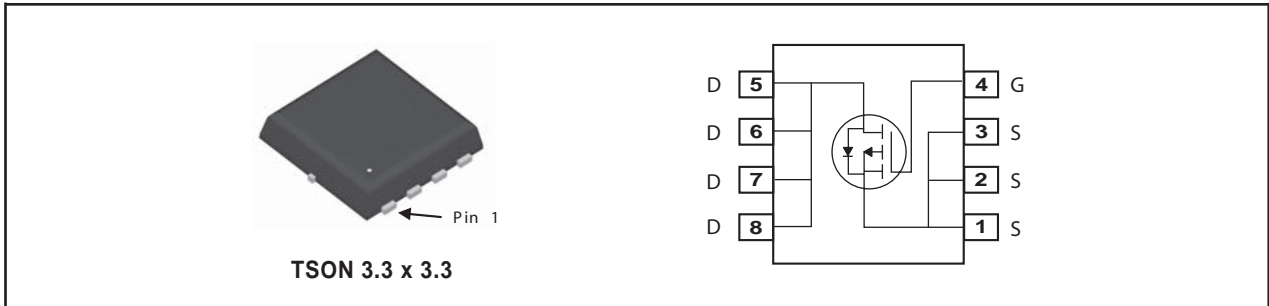 Pin 1
TSON 3.3 x 3.3
D 5 4 G
D 6 3 S
D 7 2 S
D 8 1 S